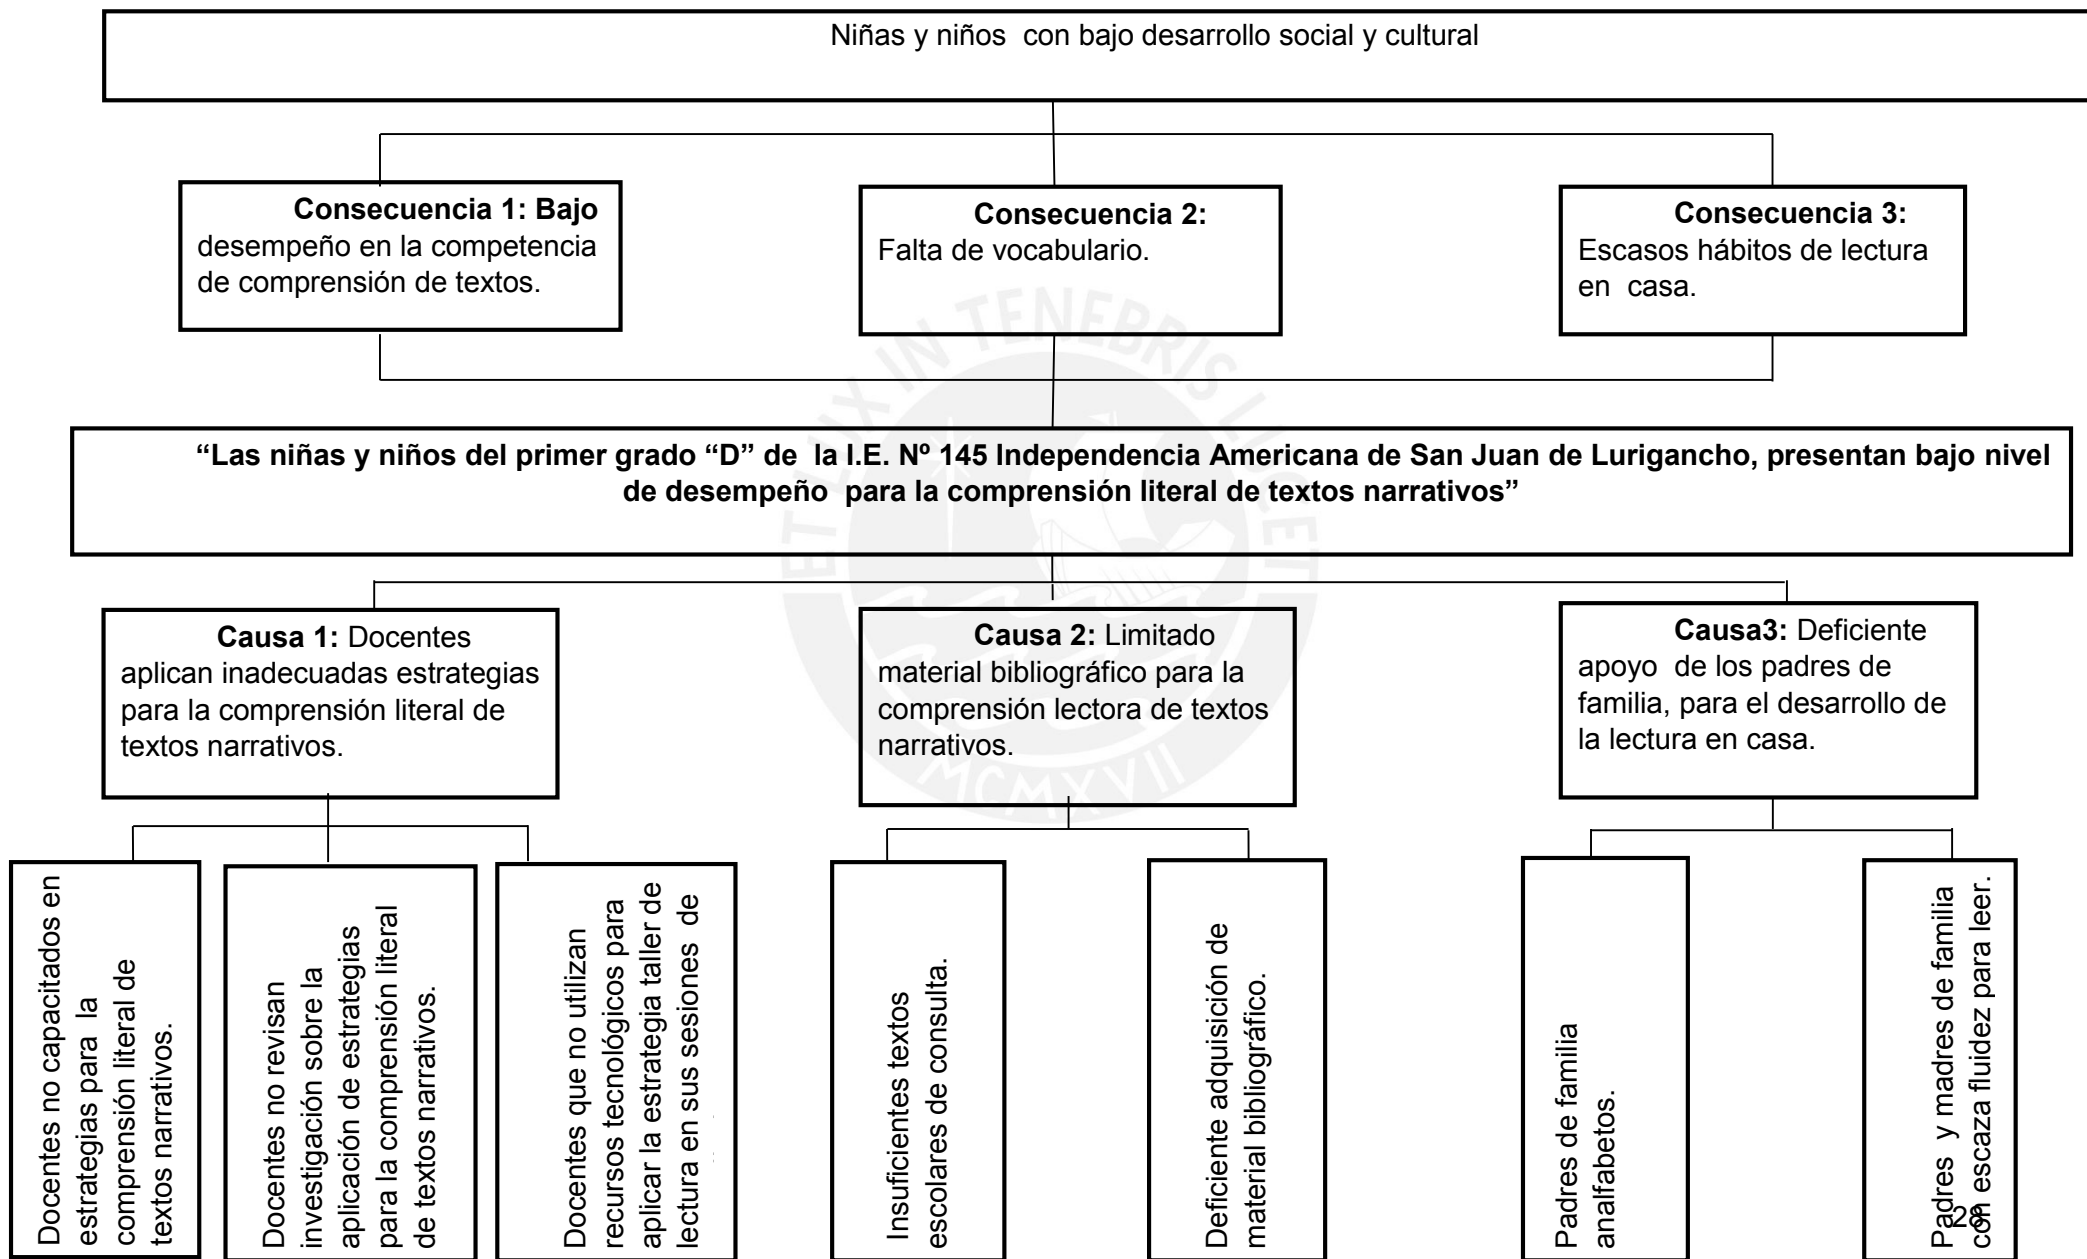 Niñas y niños  con bajo desarrollo social y cultural
Consecuencia 1: Bajo
desempeño en la competencia
de comprensión de textos.
Consecuencia 2:
Falta de vocabulario.
Consecuencia 3:
Escasos hábitos de lectura
en  casa.
“Las niñas y niños del primer grado “D” de  la I.E. Nº 145 Independencia Americana de San Juan de Lurigancho, presentan bajo nivel
de desempeño  para la comprensión literal de textos narrativos”
Causa 1: Docentes
aplican inadecuadas estrategias
para la comprensión literal de
textos narrativos.
Causa 2: Limitado
material bibliográfico para la
comprensión lectora de textos
narrativos.
Causa3: Deficiente
apoyo  de los padres de
familia, para el desarrollo de
la lectura en casa.
Docentes no capacitados en
estrategias para  la
comprensión literal de
textos narrativos.
Docentes no revisan
investigación sobre la
aplicación de estrategias
para la comprensión literal
de textos narrativos.
Docentes que no utilizan
recursos tecnológicos para
aplicar la estrategia taller de
lectura en sus sesiones  de
Insuficientes textos
escolares de consulta.
Deficiente adquisición de
material bibliográfico.
Padres de familia
analfabetos.
Padres  y madres de familia
con escaza fluidez para leer.
28
ET LUX IN TENEBRIS LUCET
MCMXVII